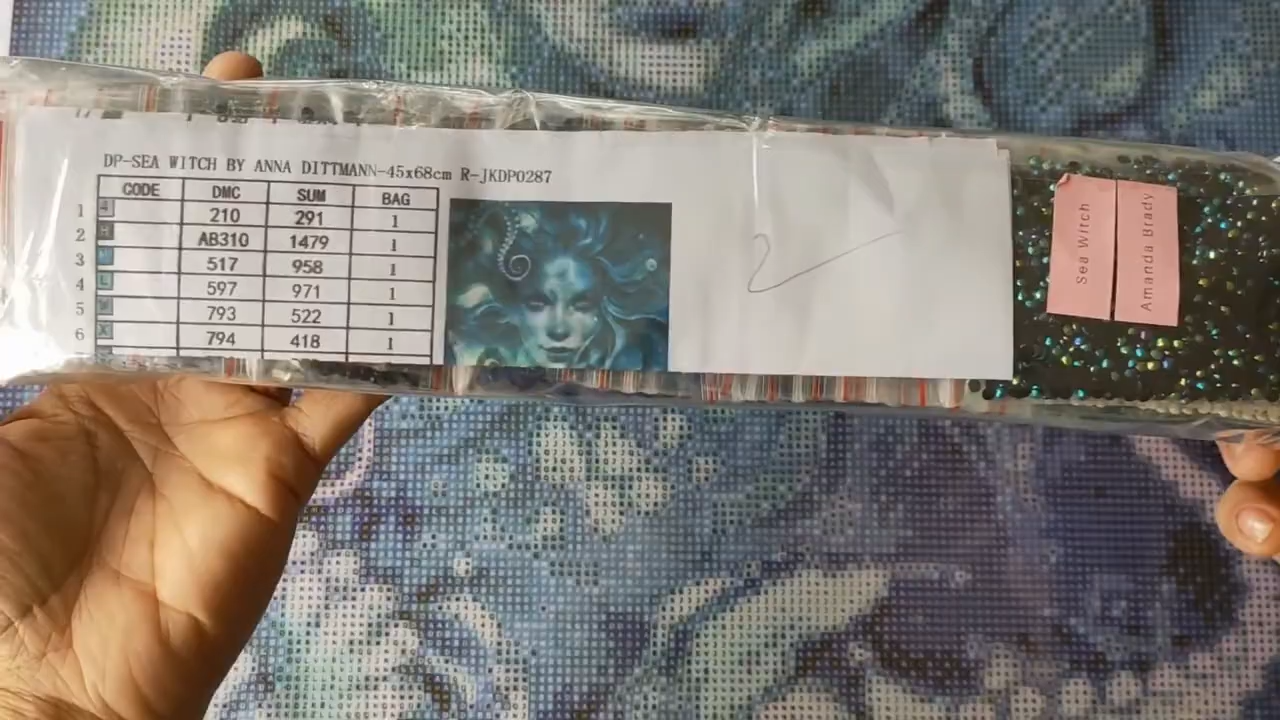 DP-SEA WITCH BY ANNA DITTMANN-45x68cm R-JKDP0287
CODE DMC SUM BAG
1 4 210 291 1
2 H AB310 1479 1
3 517 958 1
4 L 597 971 1
5 W 793 522 1
6 X 794 418 1
2
Sea Witch
Amanda Brady